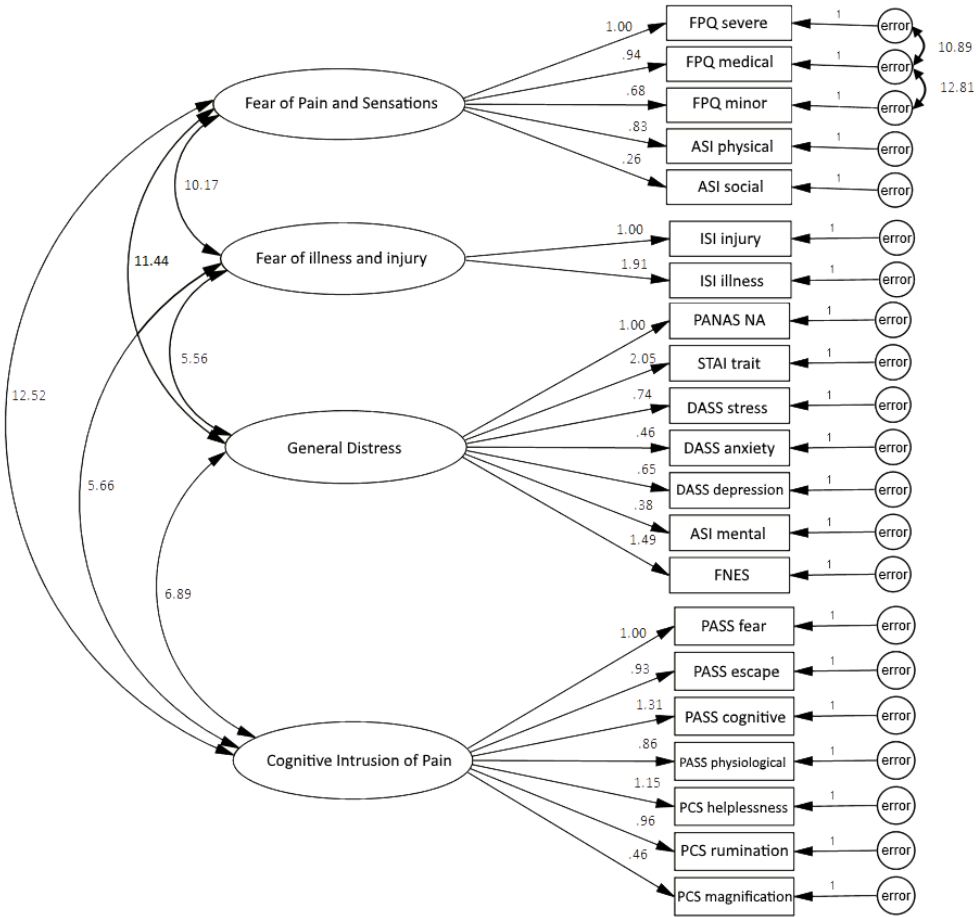 1.00
FPQ severe
1
error
10.89
.94
FPQ medical
1
error
12.81
Fear of Pain and Sensations
.68
FPQ minor
1
error
.83
ASI physical
1
error
.26
ASI social
1
error
10.17
1.00
ISI injury
1
error
11.44
Fear of illness and injury
1.91
ISI illness
1
error
1.00
PANAS NA
1
error
5.56
2.05
STAI trait
1
error
12.52
.74
DASS stress
1
error
General Distress
.46
DASS anxiety
1
error
5.66
.65
DASS depression
1
error
.38
ASI mental
1
error
1.49
FNES
1
error
6.89
1.00
PASS fear
1
error
.93
PASS escape
1
error
1.31
PASS cognitive
1
error
Cognitive Intrusion of Pain
.86
PASS physiological
1
error
1.15
PCS helplessness
1
error
.96
PCS rumination
1
error
.46
PCS magnification
1
error